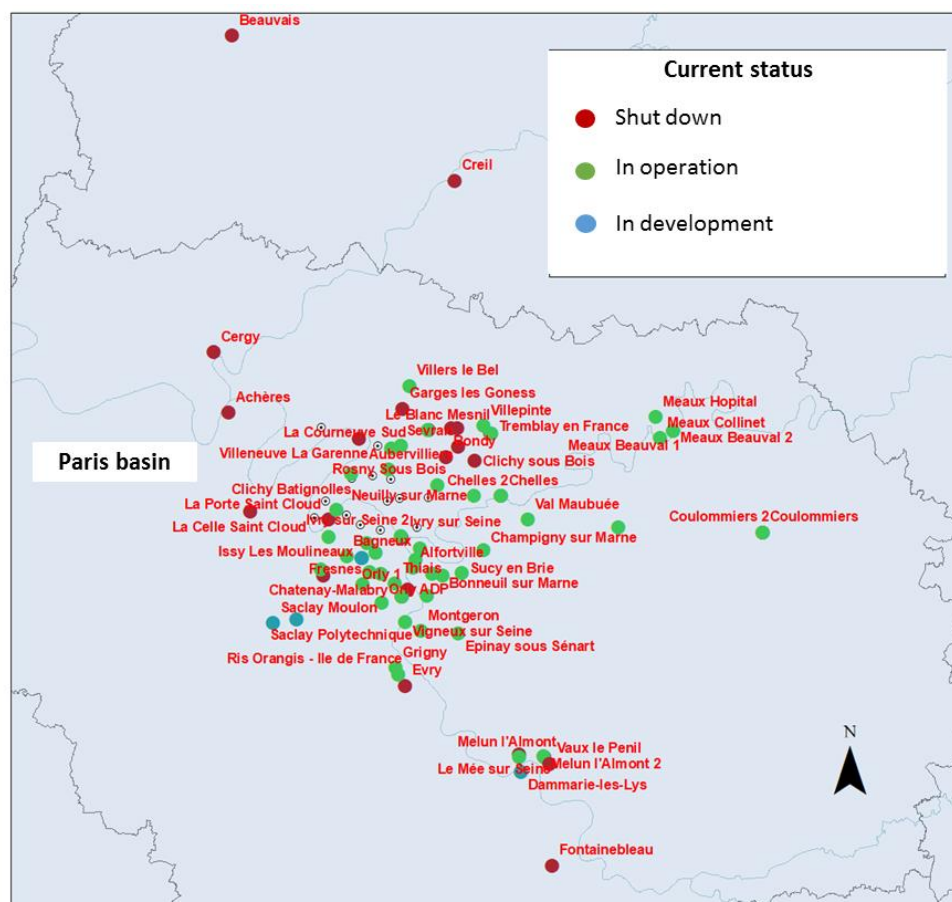 Beauvais
Current status
Shut down
In operation
In development
Creil
Cergy
Achères
Villers le Bel
Garges les Goness
Le Blanc Mesnil
Villepinte
Meaux Hopital
La Courneuve Sud
Sevran
Tremblay en France
Meaux Collinet
Meaux Beauval 1
Meaux Beauval 2
Villeneuve La Garenne
Aubervillie
Bondy
Clichy sous Bois
Paris basin
Rosny Sous Bois
Chelles 2
Chelles
Clichy Batignolles
Neuilly sur Marne
La Porte Saint Cloud
Val Maubuée
Coulommiers 2
Coulommiers
La Celle Saint Cloud
Ivry sur Seine 2
Ivry sur Seine
Champigny sur Marne
Bagneux
Issy Les Moulineaux
Alfortville
Fresnes
Orly 1
Thiais
Sucy en Brie
Bonneuil sur Marne
Chatenay-Malabry
Orly ADP
Saclay Moulon
Montgeron
Saclay Polytechnique
Vigneux sur Seine
Epinay sous Sénart
Ris Orangis - Ile de France
Grigny
Evry
Melun l'Almont
Vaux le Penil
Le Mée sur Seine
Melun l'Almont 2
Dammarie-les-Lys
N
Fontainebleau